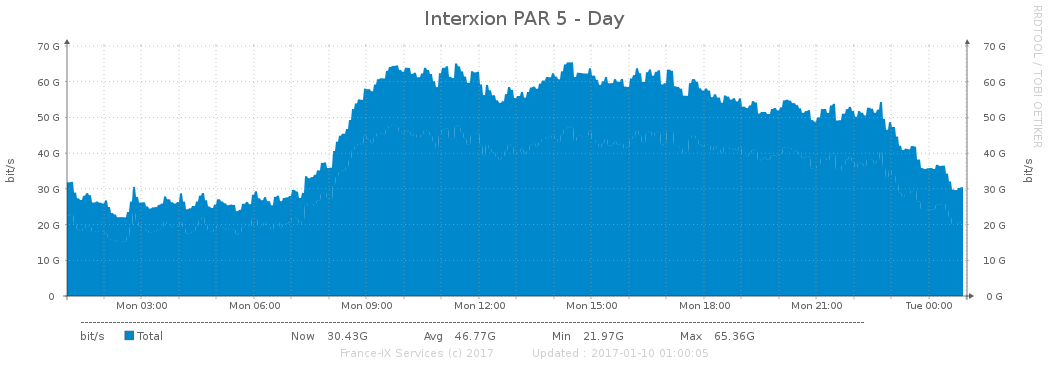 Interxion PAR 5 - Day
RRDTOOL / TOBI OETIKER
bit/s
70 G
60 G
50 G
40 G
30 G
20 G
10 G
0
70 G
60 G
50 G
40 G
30 G
20 G
10 G
0 G
bit/s
Mon 03:00 Mon 06:00 Mon 09:00 Mon 12:00 Mon 15:00 Mon 18:00 Mon 21:00 Tue 00:00
bit/s Total Now 30.43G Avg 46.77G Min 21.97G Max 65.36G
France-IX Services (c) 2017 Updated : 2017-01-10 01:00:05